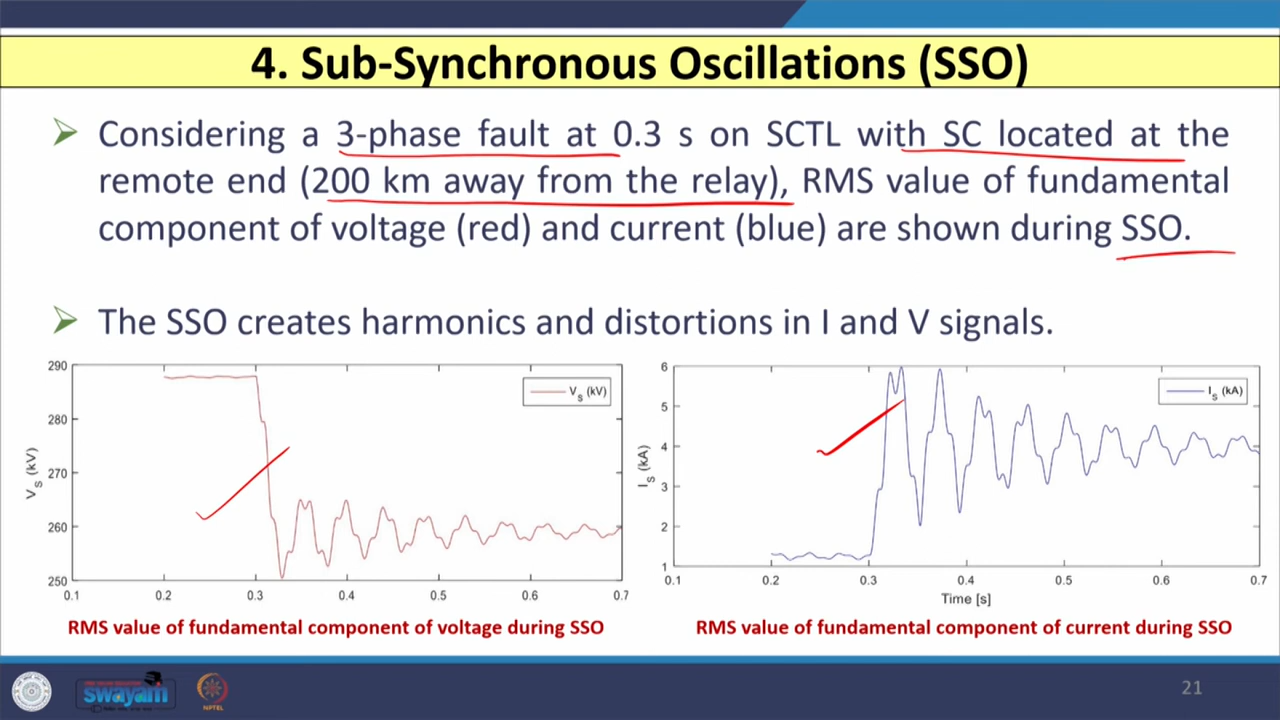 4. Sub-Synchronous Oscillations (SSO)
Considering a 3-phase fault at 0.3 s on SCTL with SC located at the
remote end (200 km away from the relay), RMS value of fundamental
component of voltage (red) and current (blue) are shown during SSO.
The SSO creates harmonics and distortions in I and V signals.
290
280
270
260
250
V s (kV)
V s (kV)
0.1 0.2 0.3 0.4 0.5 0.6 0.7
RMS value of fundamental component of voltage during SSO
6
5
4
3
2
1
I s (kA)
I s (kA)
0.1 0.2 0.3 0.4 0.5 0.6 0.7
Time [s]
RMS value of fundamental component of current during SSO
swayam
NPTEL
21